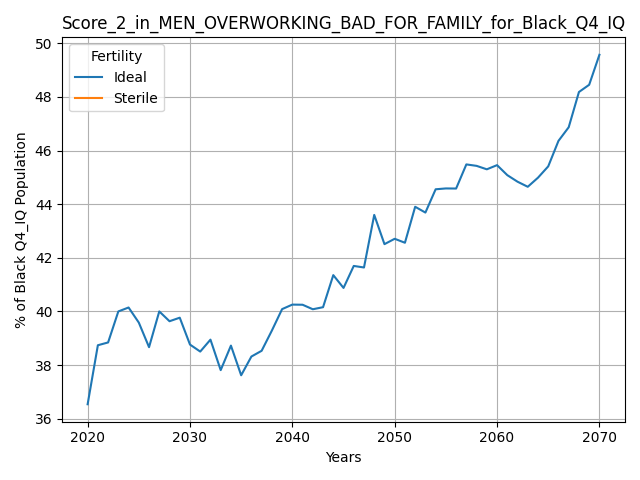 Score_2_in_MEN_OVERWORKING_BAD_FOR_FAMILY_for_Black_Q4_IQ
Fertility
Ideal
Sterile
% of Black Q4_IQ Population
50
48
46
44
42
40
38
36
2020
2030
2040
2050
2060
2070
Years